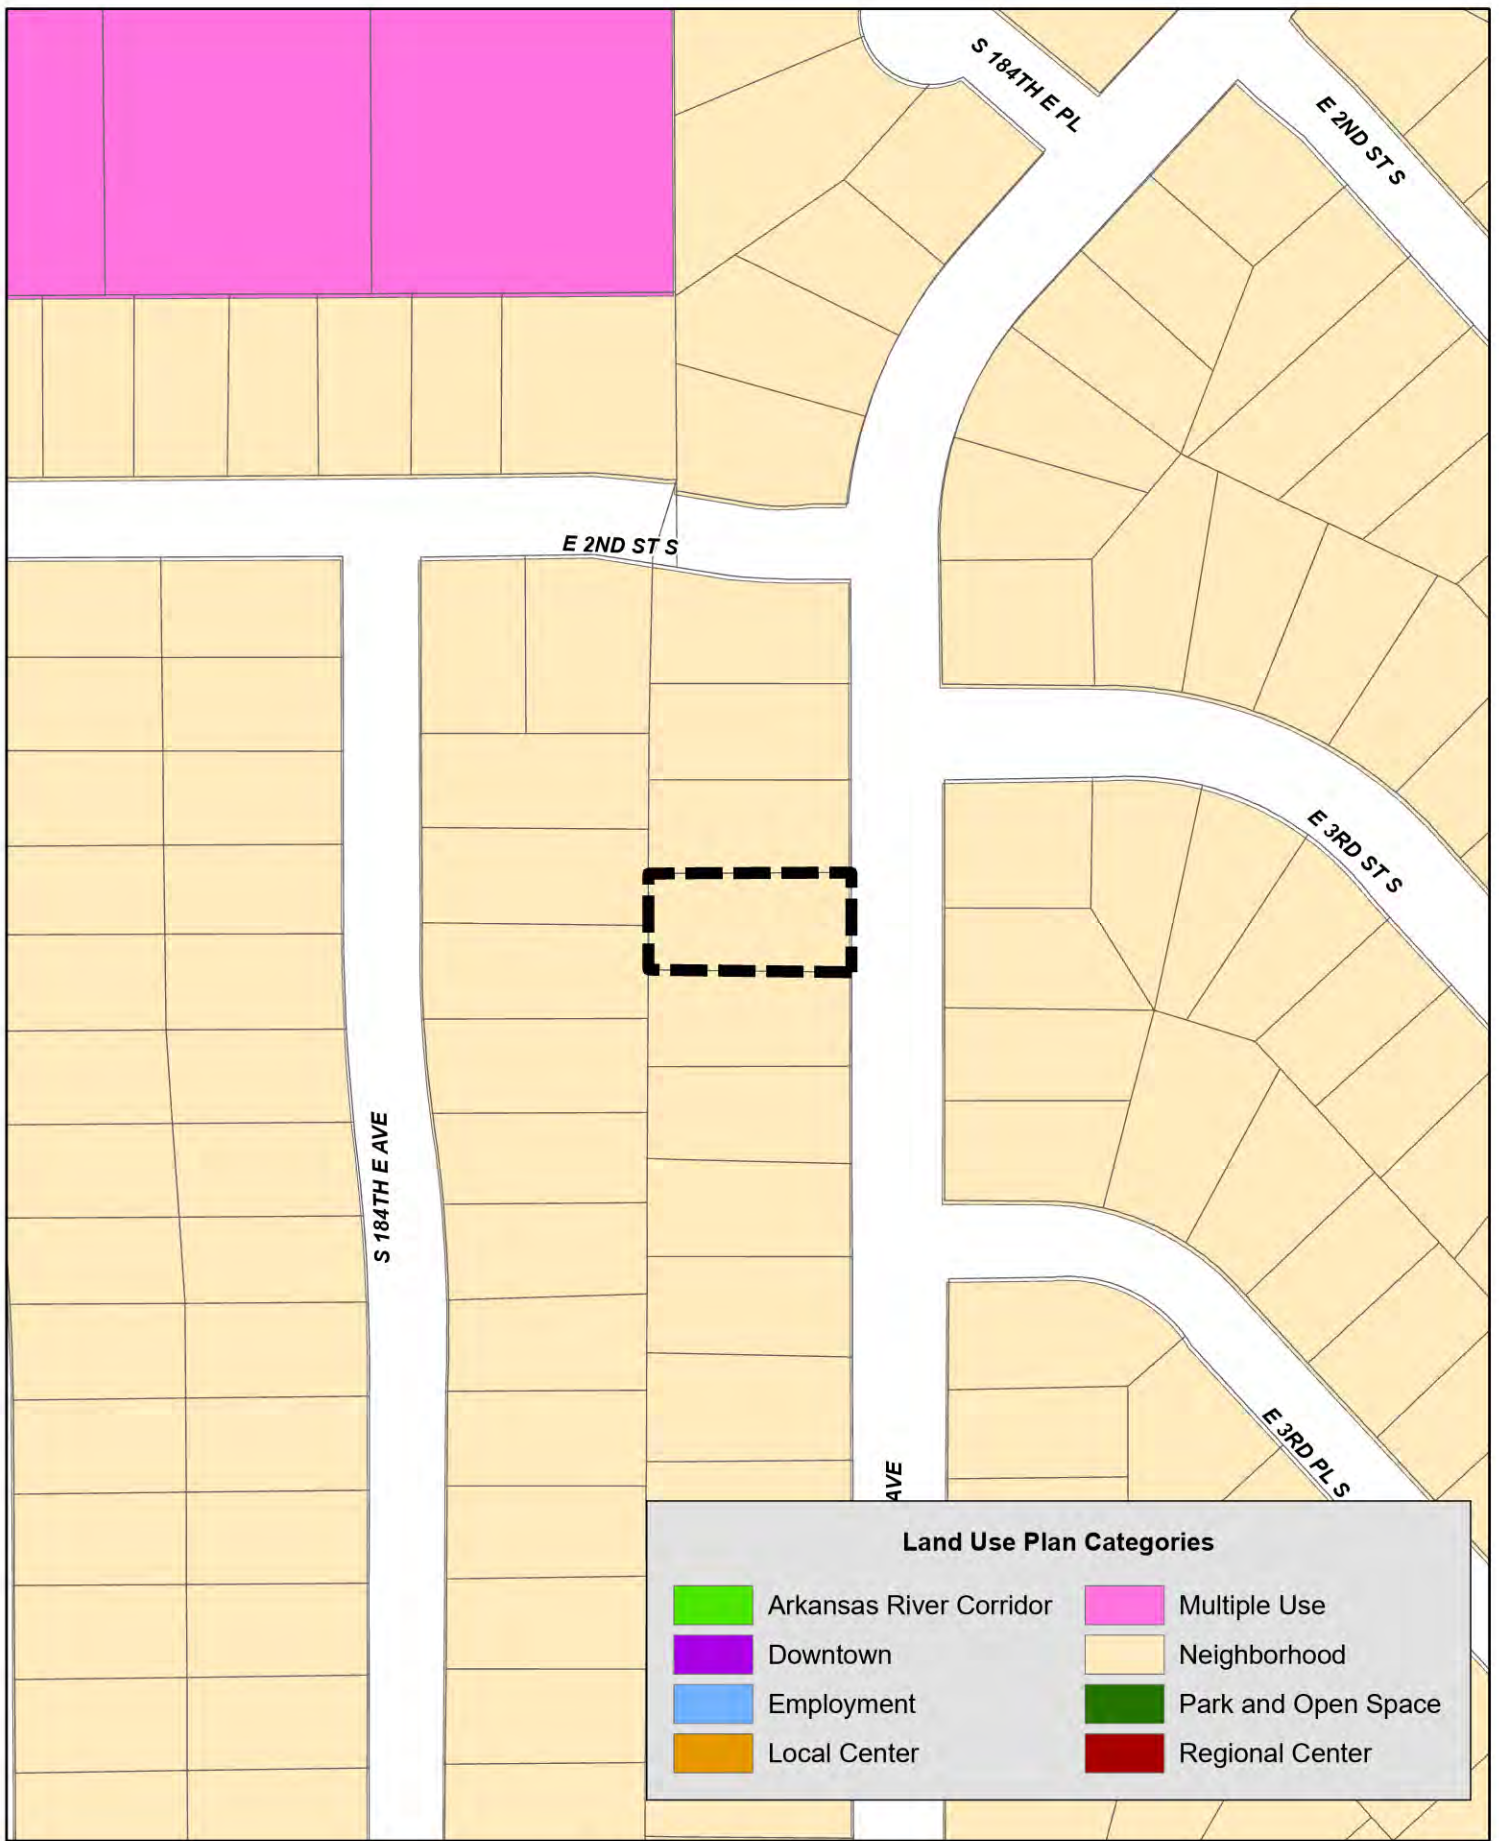 S 184TH E PL
E 2ND ST S
E 2ND ST S
E 3RD ST S
S 184TH E AVE
E 3RD PL S
AVE
Land Use Plan Categories
Arkansas River Corridor
Multiple Use
Downtown
Neighborhood
Employment
Park and Open Space
Local Center
Regional Center